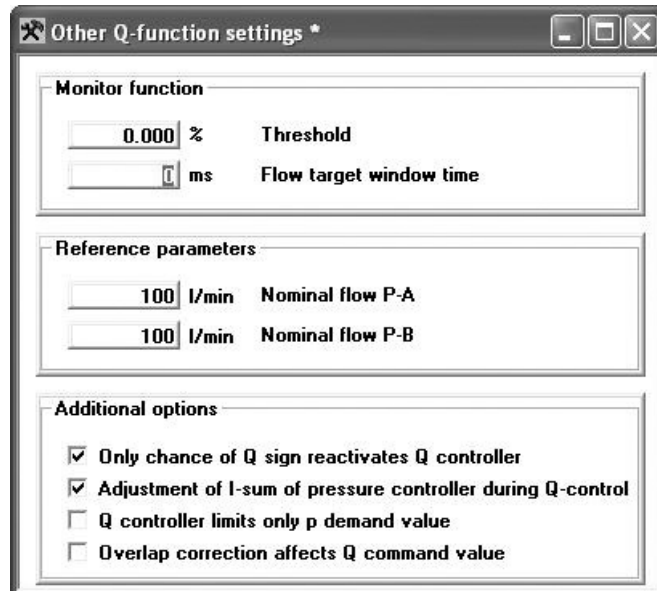 Other Q-function settings *
Monitor function
0.000 % Threshold
0 ms Flow target window time
Reference parameters
100 l/min Nominal flow P-A
100 l/min Nominal flow P-B
Additional options
Only chance of Q sign reactivates Q controller
Adjustment of I-sum of pressure controller during Q-control
Q controller limits only p demand value
Overlap correction affects Q command value